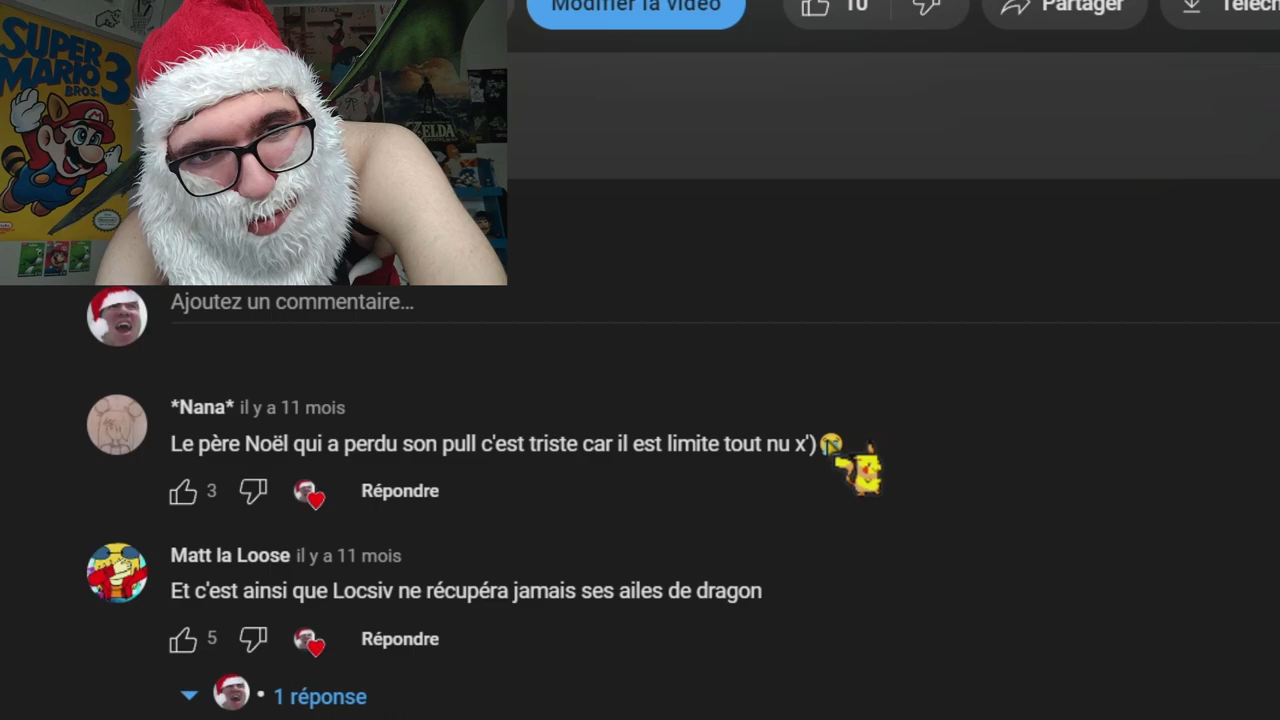 Modifier la vidéo
10
Partager
Téléch
SUPER
MARIO 3
BROS.
ZELDA
Ajoutez un commentaire...
*Nana* il y a 11 mois
Le père Noël qui a perdu son pull c'est triste car il est limite tout nu x')
3
Répondre
Matt la Loose il y a 11 mois
Et c'est ainsi que Locsiv ne récupéra jamais ses ailes de dragon
5
Répondre
• 1 réponse